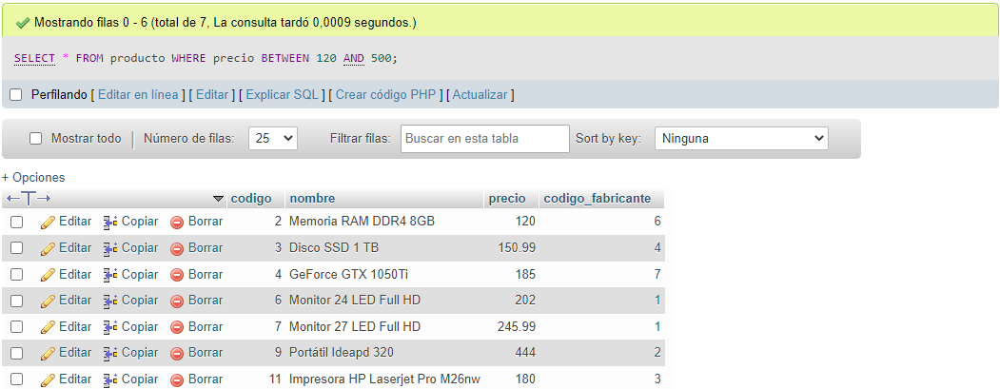 Mostrando filas 0 - 6 (total de 7, La consulta tardó 0,0009 segundos.)
SELECT * FROM producto WHERE precio BETWEEN 120 AND 500;
Perfilando [ Editar en línea ] [ Editar ] [ Explicar SQL ] [ Crear código PHP ] [ Actualizar ]
Mostrar todo Número de filas: 25 Filtrar filas: Buscar en esta tabla Sort by key: Ninguna
+ Opciones
←T→ codigo nombre precio codigo_fabricante
Editar Copiar Borrar 2 Memoria RAM DDR4 8GB 120 6
Editar Copiar Borrar 3 Disco SSD 1 TB 150.99 4
Editar Copiar Borrar 4 GeForce GTX 1050Ti 185 7
Editar Copiar Borrar 6 Monitor 24 LED Full HD 202 1
Editar Copiar Borrar 7 Monitor 27 LED Full HD 245.99 1
Editar Copiar Borrar 9 Portátil Ideapd 320 444 2
Editar Copiar Borrar 11 Impresora HP Laserjet Pro M26nw 180 3